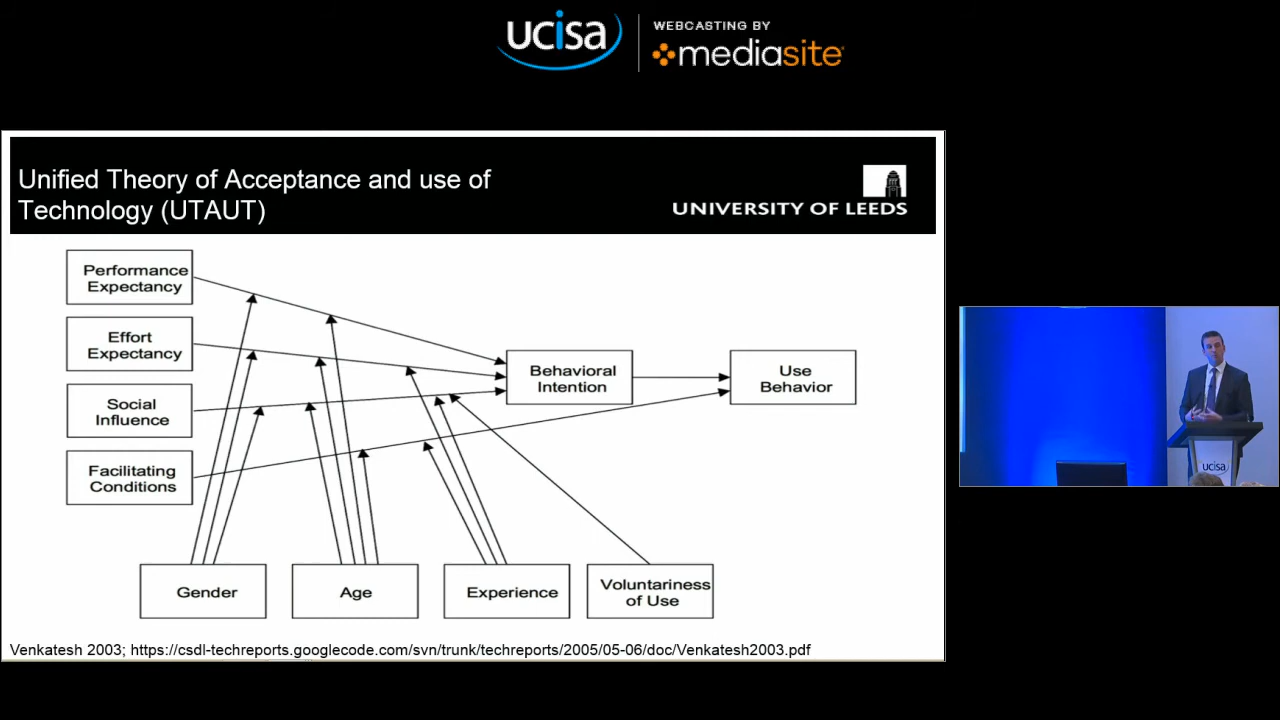 ucisa
WEBCASTING BY
mediasite
Unified Theory of Acceptance and use of
Technology (UTAUT)
UNIVERSITY OF LEEDS
Performance
Expectancy
Effort
Expectancy
Social
Influence
Facilitating
Conditions
Behavioral
Intention
Use
Behavior
Gender
Age
Experience
Voluntariness
of Use
Venkatesh 2003; https://csdl-techreports.googlecode.com/svn/trunk/techreports/2005/05-06/doc/Venkatesh2003.pdf
ucisa